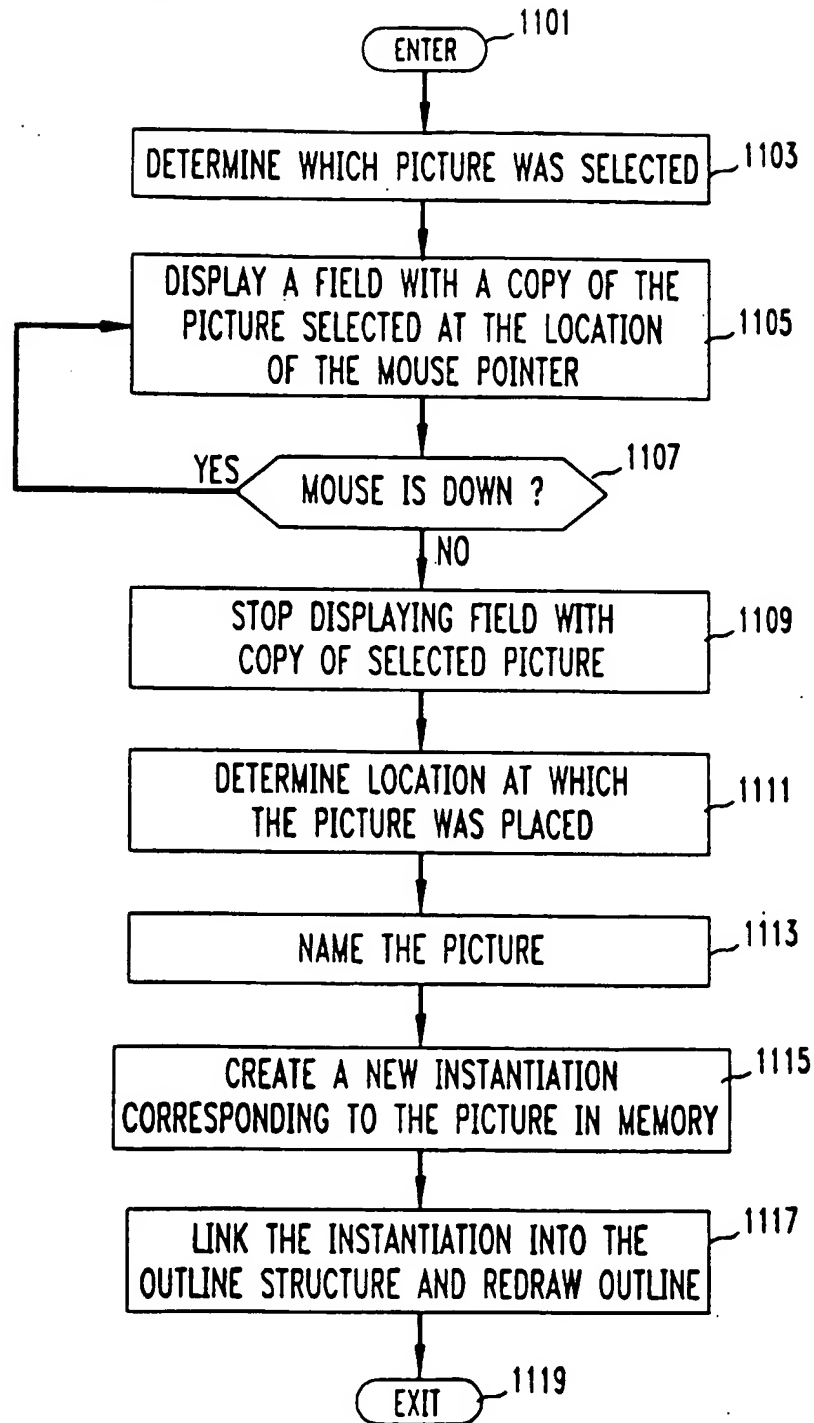 1101
ENTER
DETERMINE WHICH PICTURE WAS SELECTED
1103
DISPLAY A FIELD WITH A COPY OF THE
PICTURE SELECTED AT THE LOCATION
OF THE MOUSE POINTER
1105
YES
MOUSE IS DOWN ?
1107
NO
STOP DISPLAYING FIELD WITH
COPY OF SELECTED PICTURE
1109
DETERMINE LOCATION AT WHICH
THE PICTURE WAS PLACED
1111
NAME THE PICTURE
1113
CREATE A NEW INSTANTIATION
CORRESPONDING TO THE PICTURE IN MEMORY
1115
LINK THE INSTANTIATION INTO THE
OUTLINE STRUCTURE AND REDRAW OUTLINE
1117
EXIT
1119